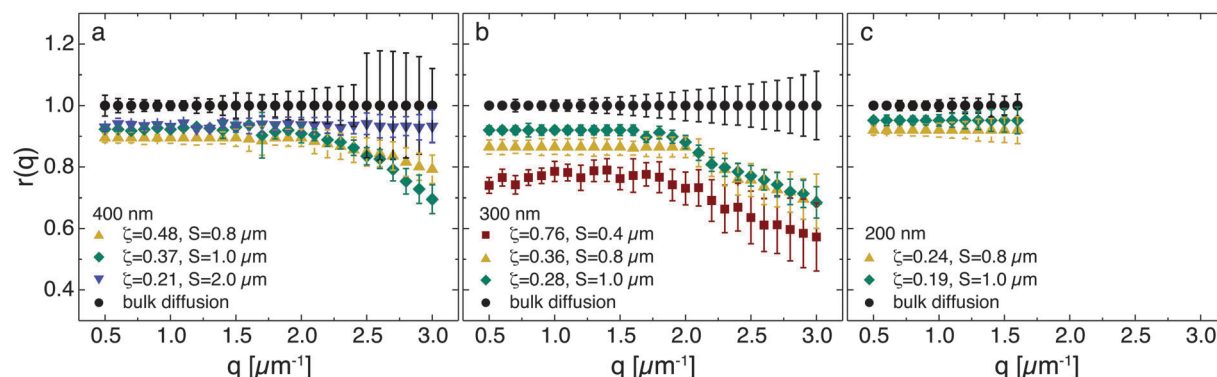 a
b
c
r(q)
1.2
1.0
0.8
0.6
0.4
400 nm
ζ=0.48, S=0.8 µm
ζ=0.37, S=1.0 µm
ζ=0.21, S=2.0 µm
bulk diffusion
300 nm
ζ=0.76, S=0.4 µm
ζ=0.36, S=0.8 µm
ζ=0.28, S=1.0 µm
bulk diffusion
200 nm
ζ=0.24, S=0.8 µm
ζ=0.19, S=1.0 µm
bulk diffusion
0.5 1.0 1.5 2.0 2.5 3.0 0.5 1.0 1.5 2.0 2.5 3.0 0.5 1.0 1.5 2.0 2.5 3.0
q [µm⁻¹] q [µm⁻¹] q [µm⁻¹]